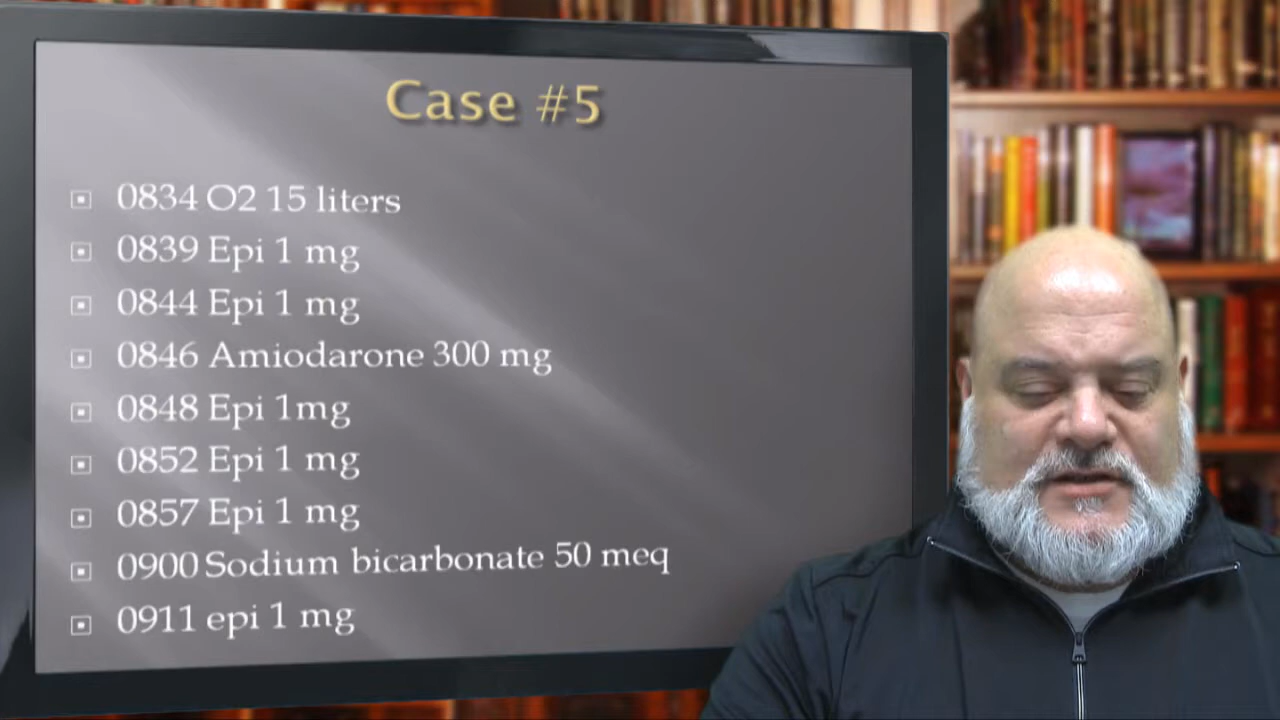 Case #5
0834 O2 15 liters
0839 Epi 1 mg
0844 Epi 1 mg
0846 Amiodarone 300 mg
0848 Epi 1mg
0852 Epi 1 mg
0857 Epi 1 mg
0900 Sodium bicarbonate 50 meq
0911 epi 1 mg